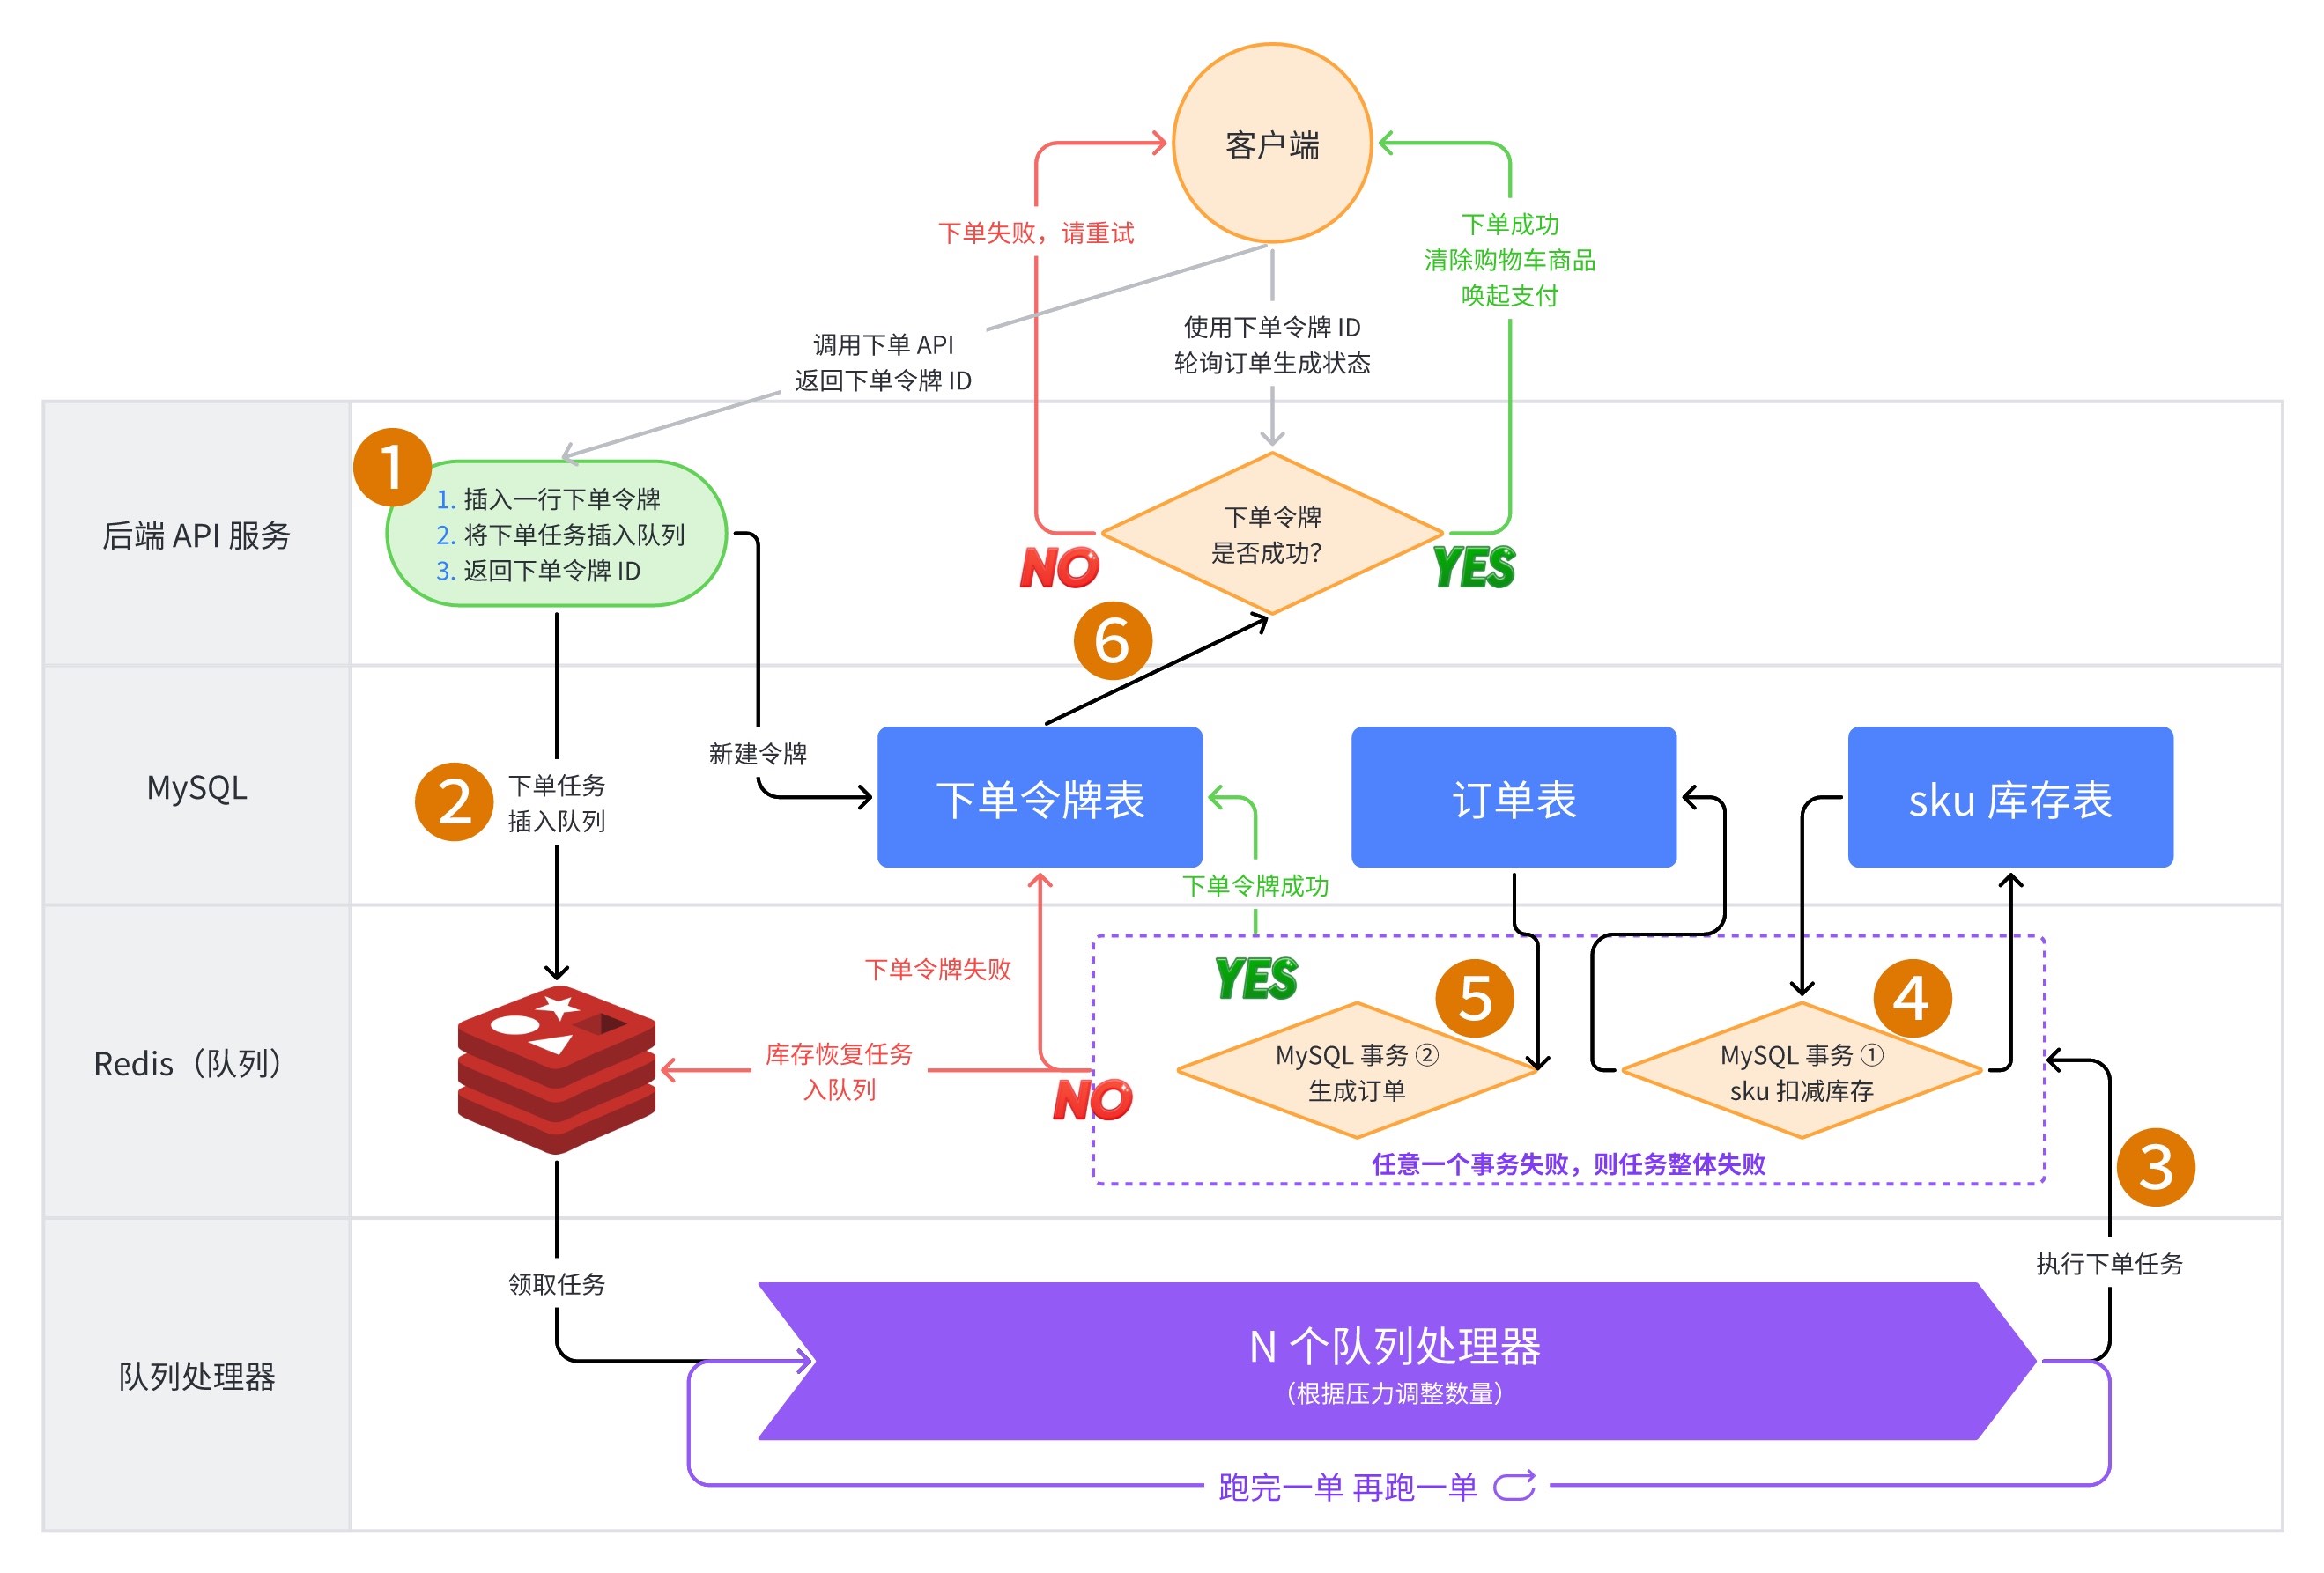 客户端
下单失败，请重试
下单成功
清除购物车商品
唤起支付
调用下单 API
返回下单令牌 ID
使用下单令牌 ID
轮询订单生成状态
后端 API 服务
1
1. 插入一行下单令牌
2. 将下单任务插入队列
3. 返回下单令牌 ID
下单令牌
是否成功？
NO
YES
6
MySQL
2
下单任务
插入队列
新建令牌
下单令牌表
订单表
sku 库存表
下单令牌成功
Redis（队列）
下单令牌失败
YES
5
4
库存恢复任务
入队列
NO
MySQL 事务 ②
生成订单
MySQL 事务 ①
sku 扣减库存
任意一个事务失败，则任务整体失败
3
队列处理器
领取任务
执行下单任务
N 个队列处理器
（根据压力调整数量）
跑完一单 再跑一单